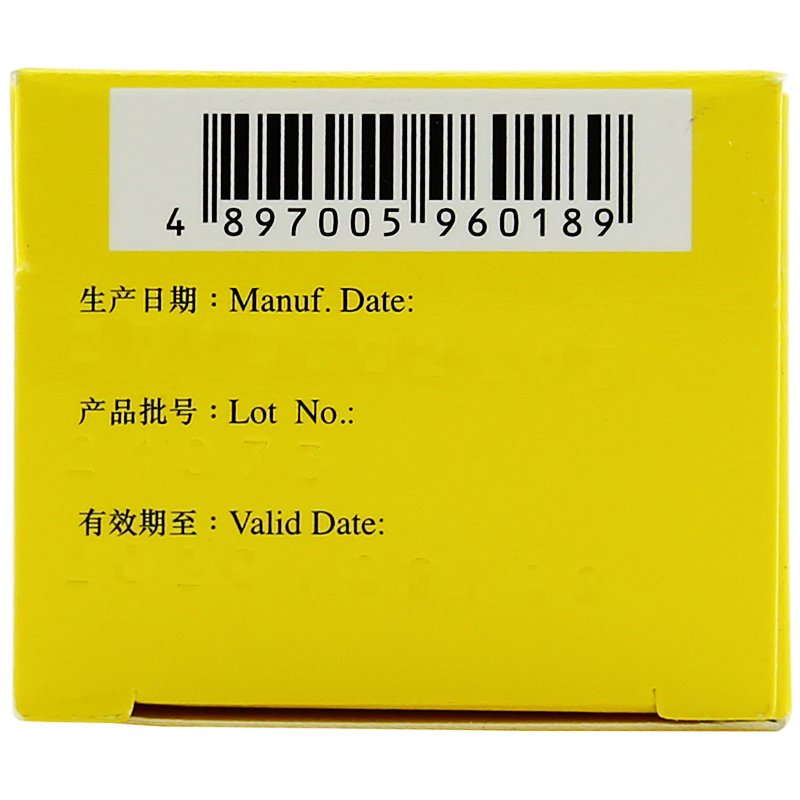 4 897005 960189
生产日期：Manuf. Date:
产品批号：Lot No.:
有效期至：Valid Date: